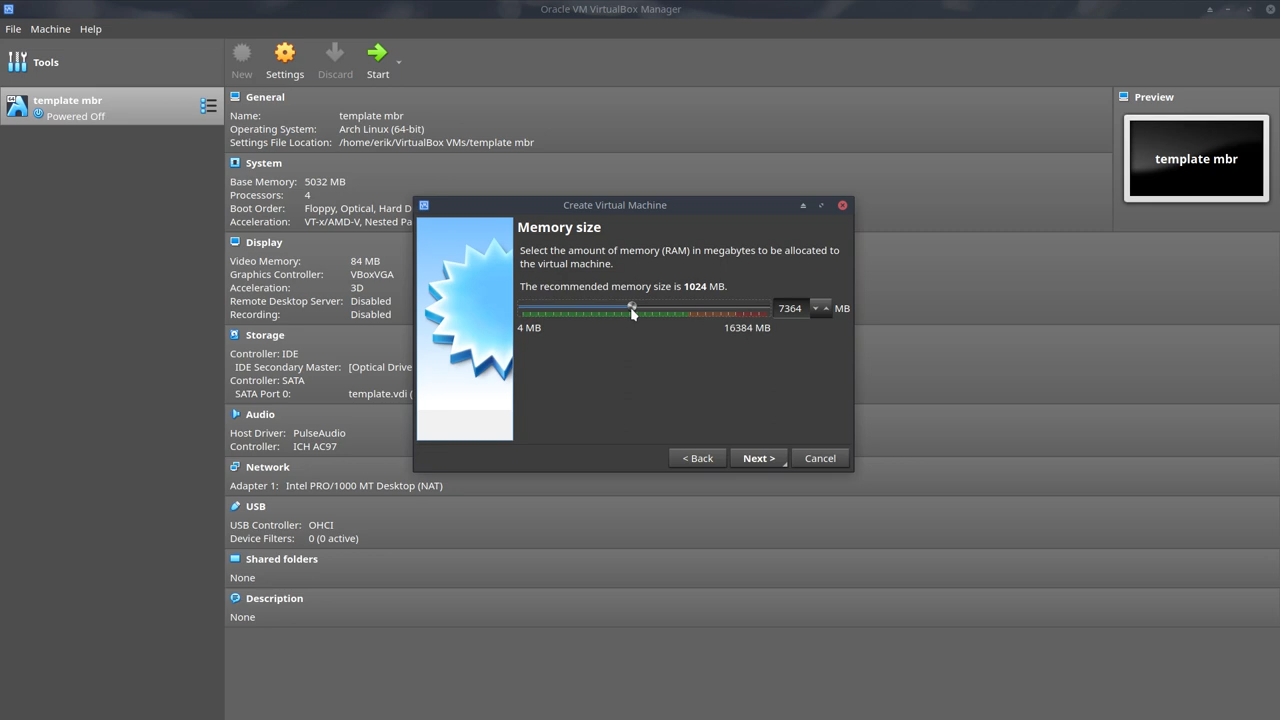 Oracle VM VirtualBox Manager
File Machine Help
Tools
New
Settings
Discard
Start
64
template mbr
Powered Off
General
Name: template mbr
Operating System: Arch Linux (64-bit)
Settings File Location: /home/erik/VirtualBox VMs/template mbr
System
Base Memory: 5032 MB
Processors: 4
Boot Order: Floppy, Optical, Hard D
Acceleration: VT-x/AMD-V, Nested Pa
Display
Video Memory: 84 MB
Graphics Controller: VBoxVGA
Acceleration: 3D
Remote Desktop Server: Disabled
Recording: Disabled
Storage
Controller: IDE
IDE Secondary Master: [Optical Drive
Controller: SATA
SATA Port 0: template.vdi (
Audio
Host Driver: PulseAudio
Controller: ICH AC97
Network
Adapter 1: Intel PRO/1000 MT Desktop (NAT)
USB
USB Controller: OHCI
Device Filters: 0 (0 active)
Shared folders
None
Description
None
Preview
template mbr
Create Virtual Machine
Memory size
Select the amount of memory (RAM) in megabytes to be allocated to
the virtual machine.
The recommended memory size is 1024 MB.
7364 MB
4 MB 16384 MB
< Back Next > Cancel